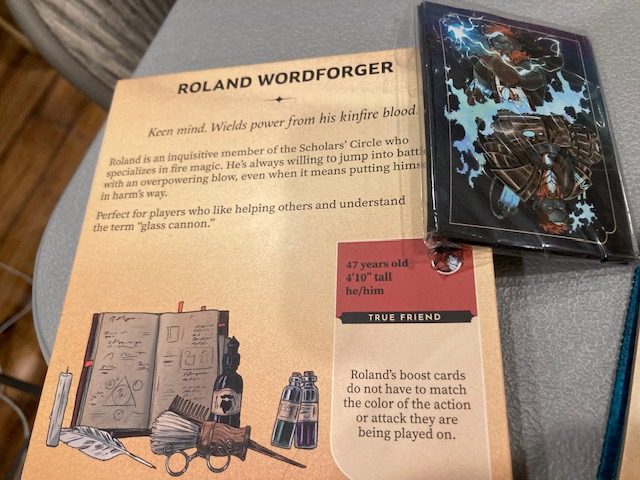 ROLAND WORDFORGER
Keen mind. Wields power from his kinfire blood.
Roland is an inquisitive member of the Scholars' Circle who
specializes in fire magic. He's always willing to jump into
with an overpowering blow, even when it means putting
in harm's way.
Perfect for players who like helping others and understand
the term "glass cannon."
47 years old
4'10" tall
he/him
TRUE FRIEND
Roland's boost cards
do not have to match
the color of the action
or attack they are
being played on.